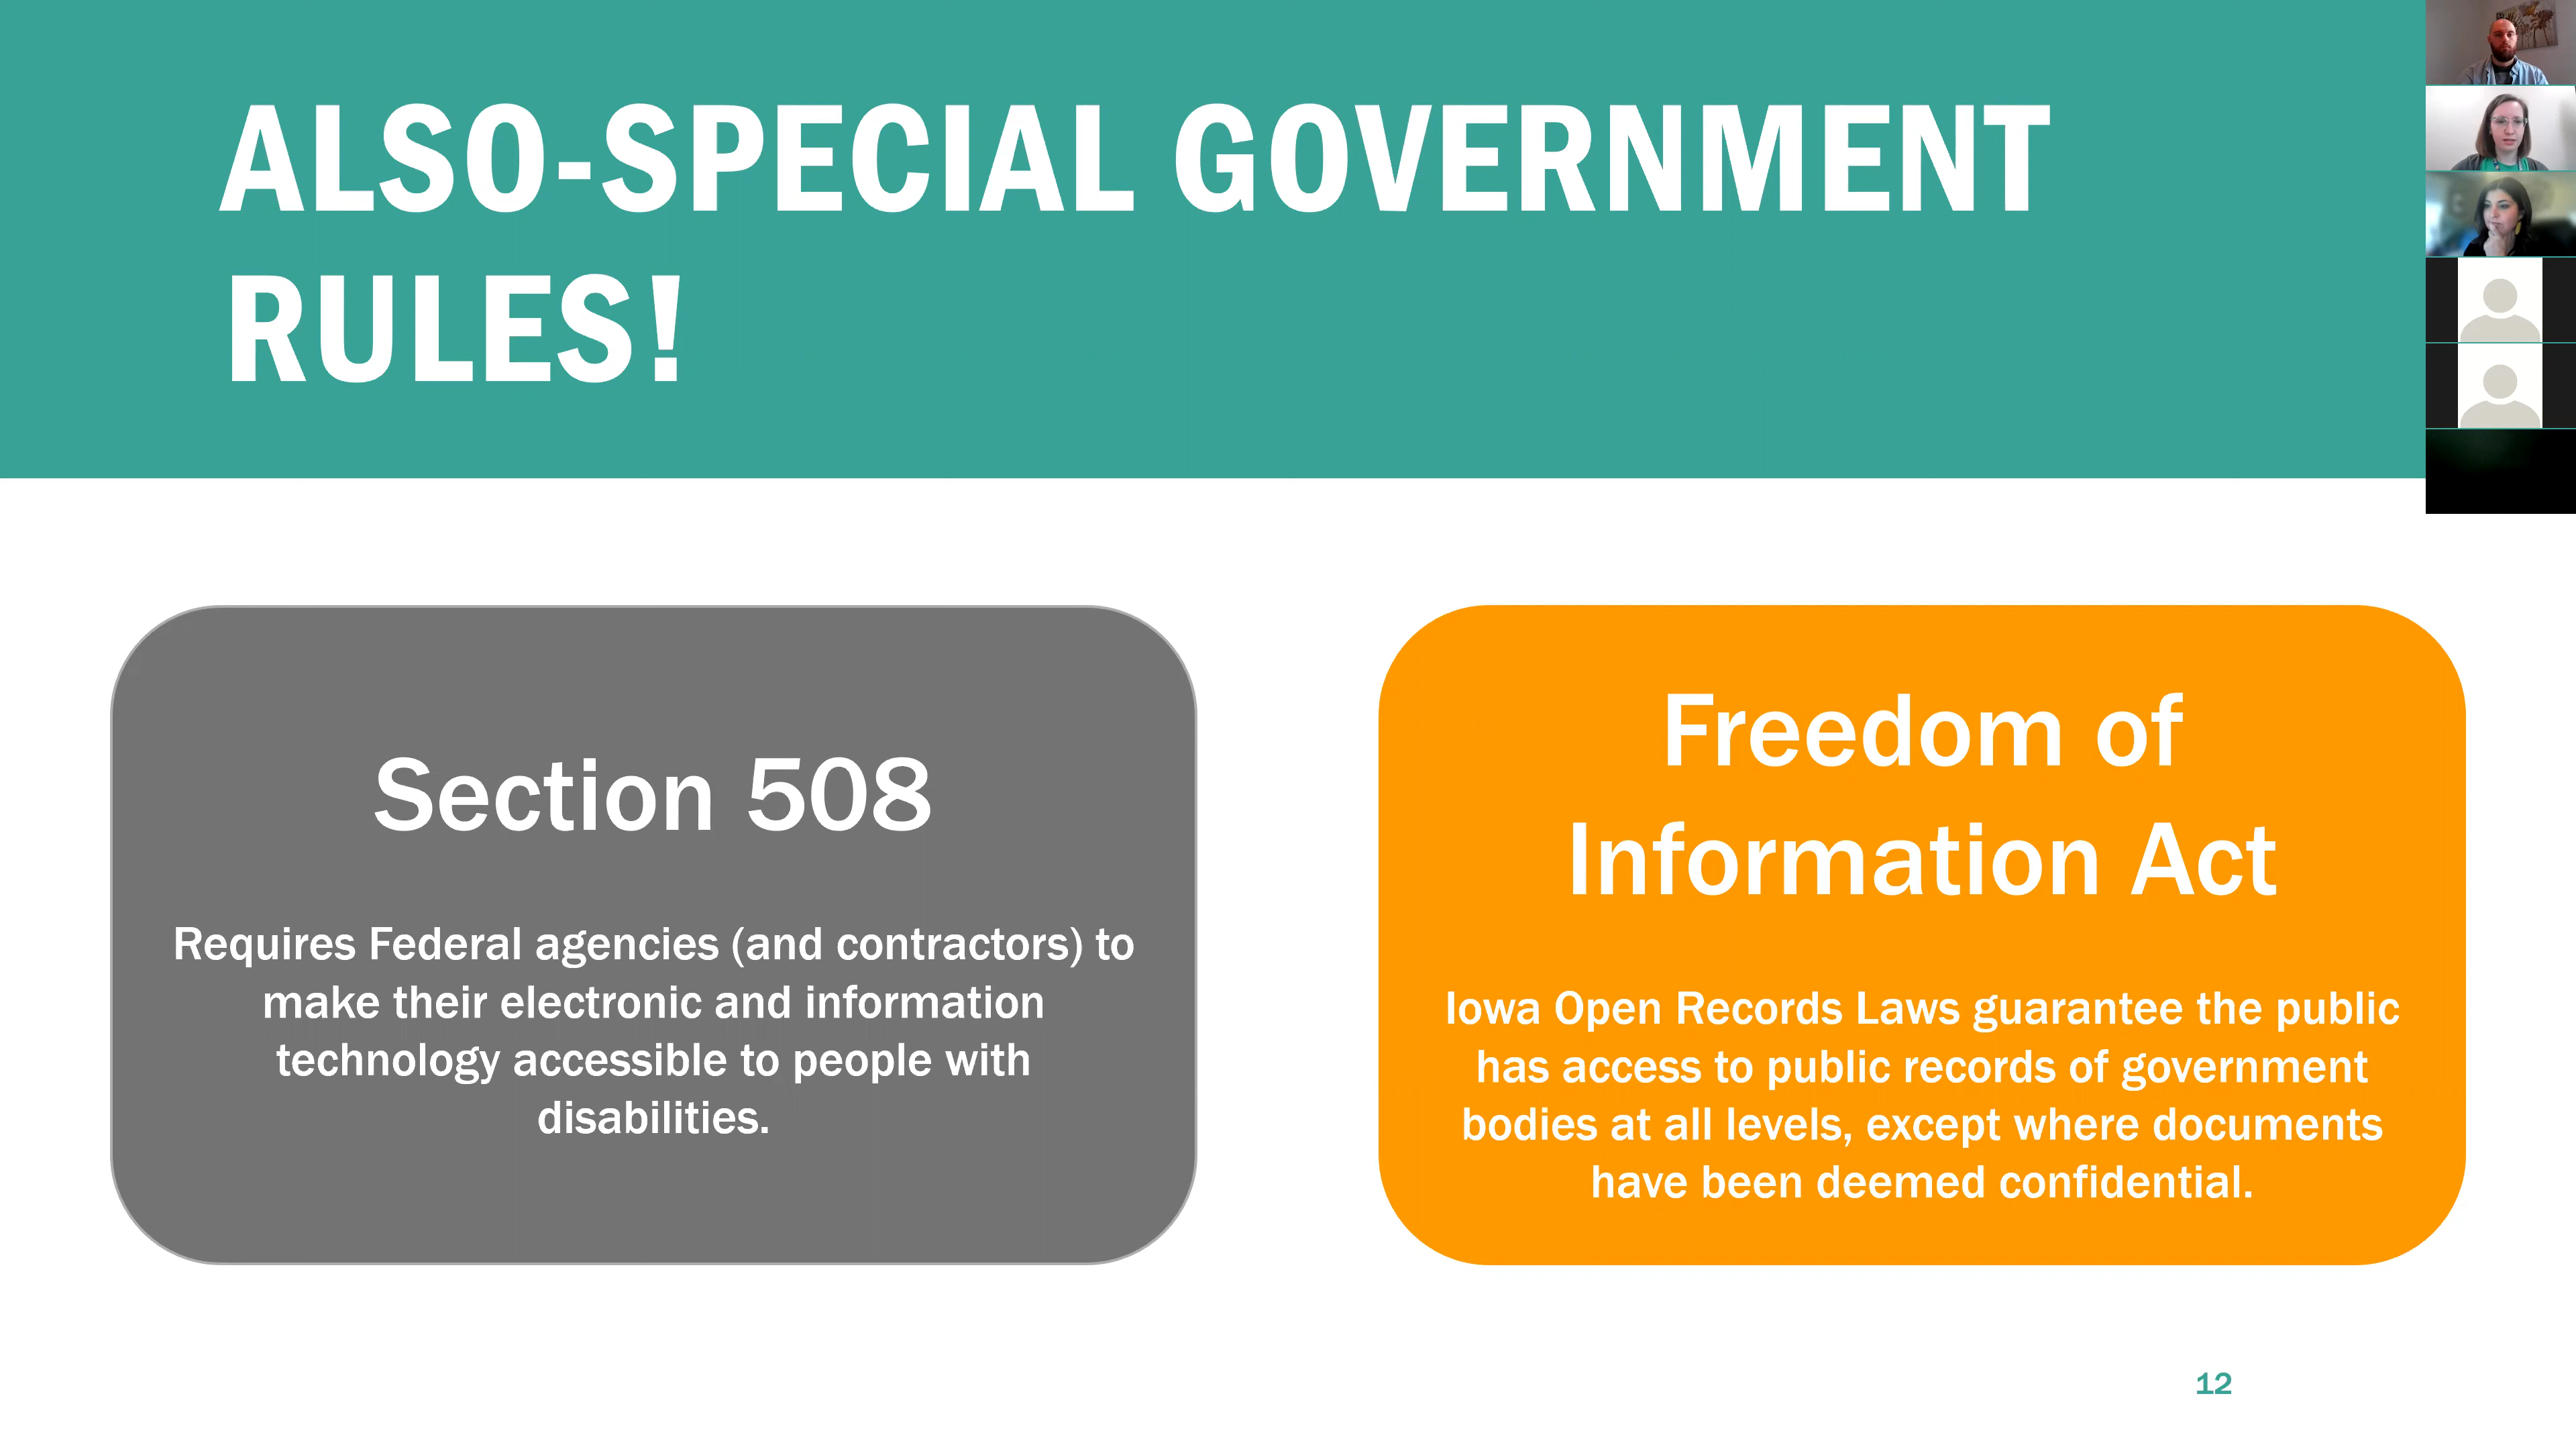 ALSO-SPECIAL GOVERNMENT
RULES!
Section 508
Requires Federal agencies (and contractors) to
make their electronic and information
technology accessible to people with
disabilities.
Freedom of
Information Act
Iowa Open Records Laws guarantee the public
has access to public records of government
bodies at all levels, except where documents
have been deemed confidential.
12